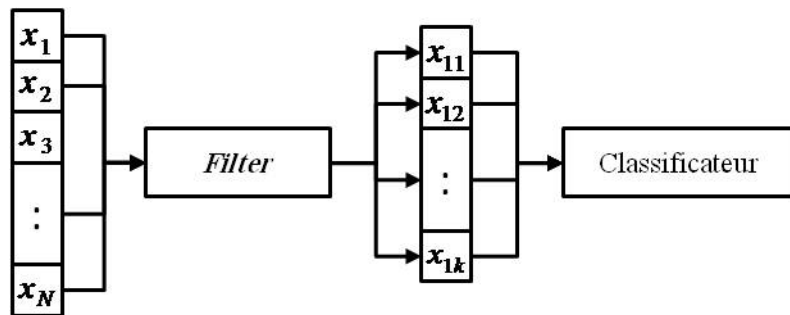 x1
x2
x3
:
xN
Filter
x11
x12
:
x1k
Classificateur